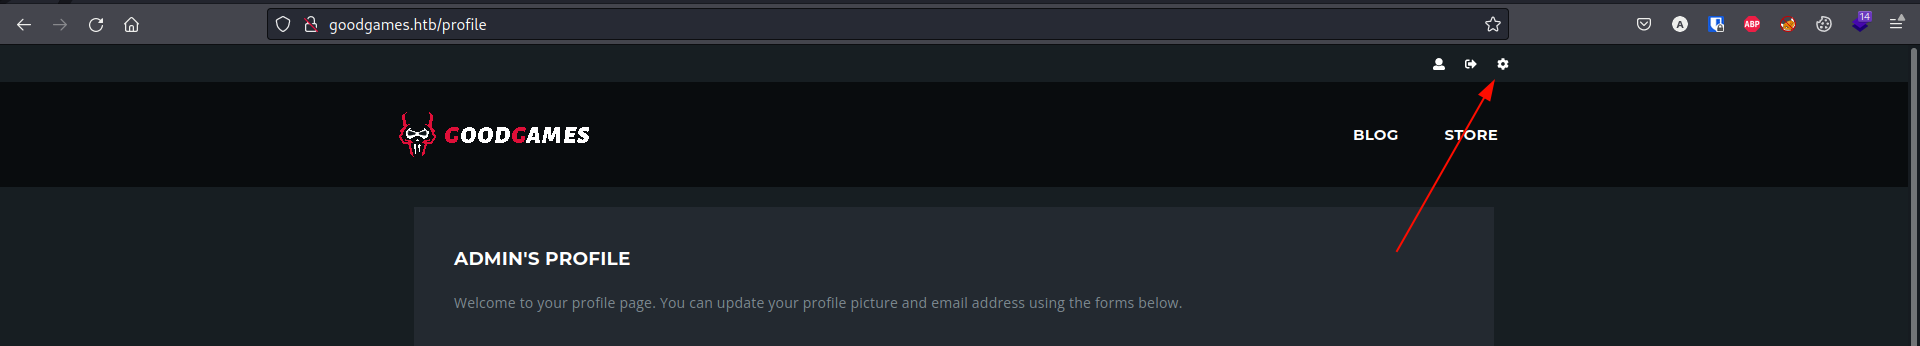 goodgames.htb/profile
ABP
14
GOODGAMES
BLOG
STORE
ADMIN'S PROFILE
Welcome to your profile page. You can update your profile picture and email address using the forms below.